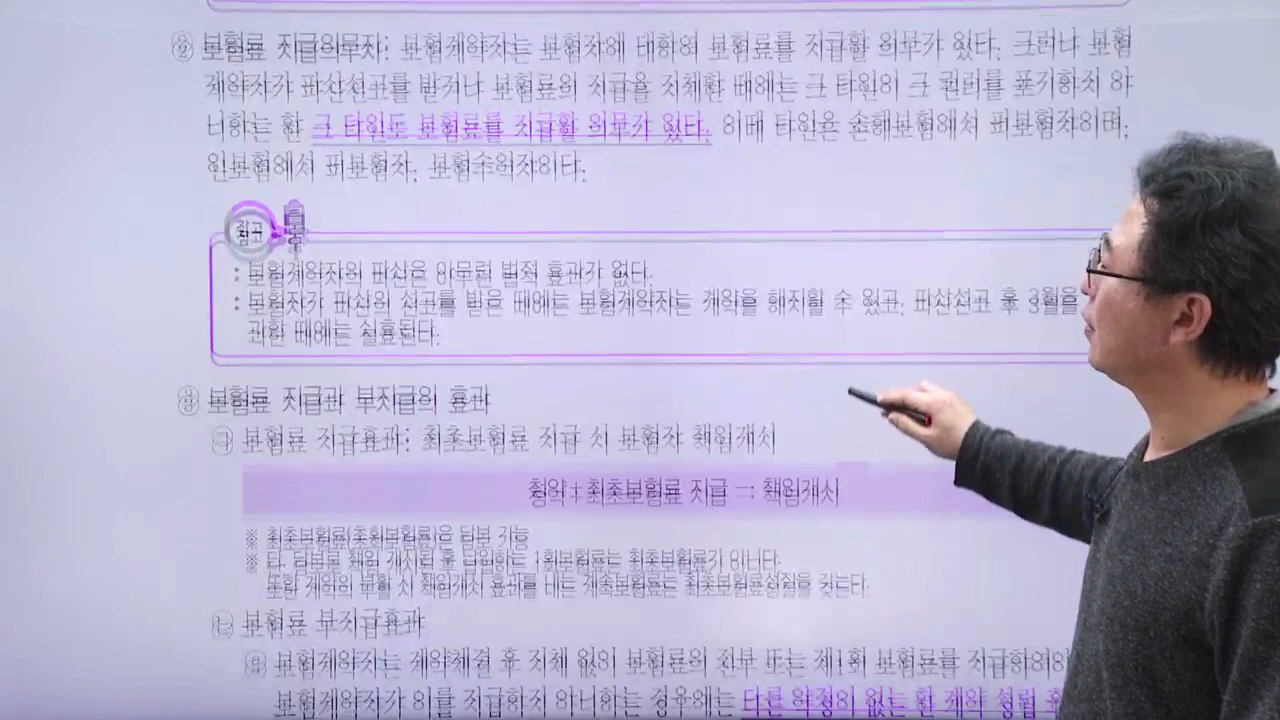 ② 보험료 지급의무자: 보험계약자는 보험자에 대하여 보험료를 지급할 의무가 있다. 그러나 보험
계약자가 파산선고를 받거나 보험료의 지급을 지체한 때에는 그 타인이 그 권리를 포기하지 아
니하는 한 그 타인도 보험료를 지급할 의무가 있다. 이때 타인은 손해보험에서 피보험자이며,
인보험에서 피보험자, 보험수익자이다.
참고
• 보험계약자의 파산은 아무런 법적 효과가 없다.
• 보험자가 파산의 선고를 받은 때에는 보험계약자는 계약을 해지할 수 있고, 파산선고 후 3월을
과한 때에는 실효된다.
③ 보험료 지급과 부지급의 효과
㉠ 보험료 지급효과: 최초보험료 지급 시 보험자 책임개시
청약+최초보험료 지급 → 책임개시
※ 최초보험료(초회보험료)은 담보 가능
※ 단, 담보로 책임 개시된 후 납입하는 1회보험료는 최초보험료가 아니다.
또한 계약의 부활 시 책임개시 효과를 내는 계속보험료는 최초보험료성질을 갖는다.
㉡ 보험료 부지급효과
보험계약자는 계약체결 후 지체 없이 보험료의 전부 또는 제1회 보험료를 지급하여야
보험계약자가 이를 지급하지 아니하는 경우에는 다른 약정이 없는 한 계약 성립 후